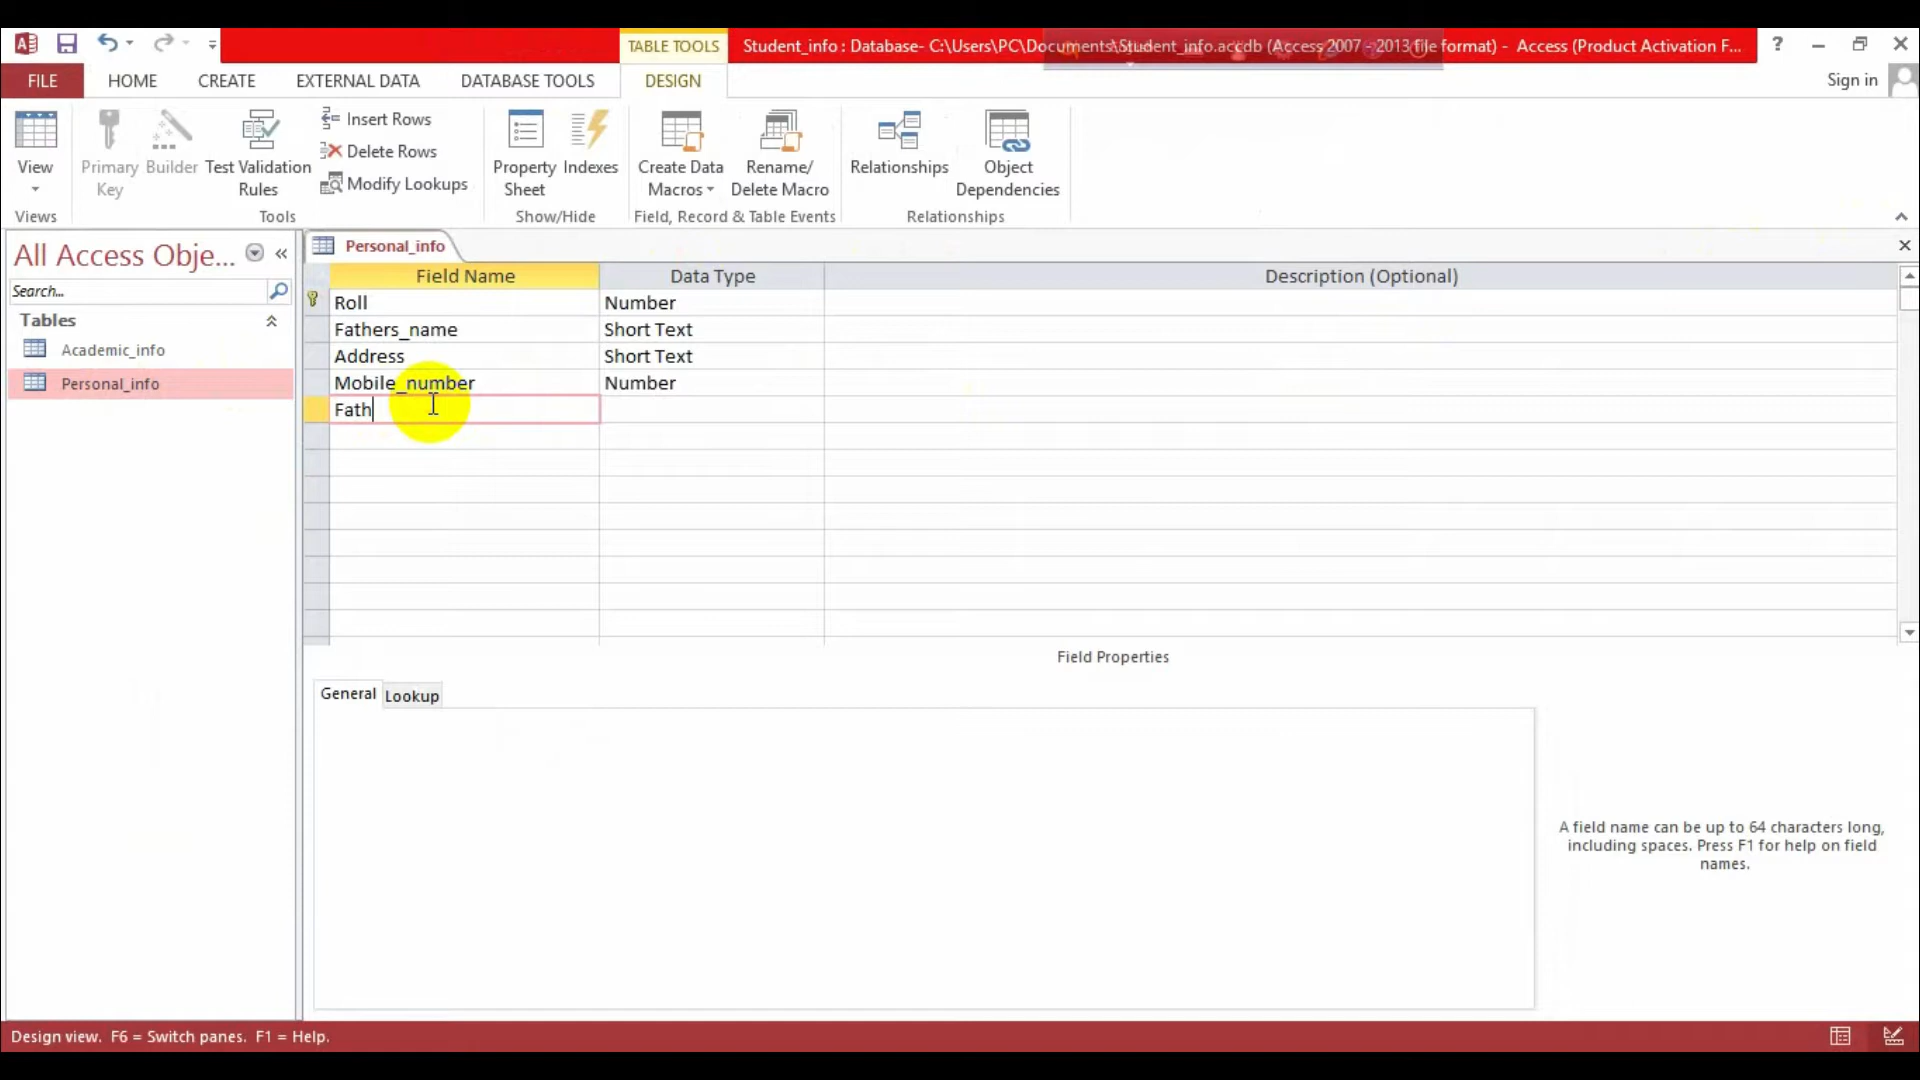 TABLE TOOLS
Student_info : Database- C:\Users\PC\Documents\Student_info.accdb (Access 2007 - 2013 file format) - Access (Product Activation F...
?
FILE
HOME
CREATE
EXTERNAL DATA
DATABASE TOOLS
DESIGN
Sign in
View
Primary
Key
Builder
Test Validation
Rules
Insert Rows
Delete Rows
Modify Lookups
Property
Sheet
Indexes
Create Data
Macros
Rename/
Delete Macro
Relationships
Object
Dependencies
Views
Tools
Show/Hide
Field, Record & Table Events
Relationships
All Access Obje...
«
Search...
Tables
Academic_info
Personal_info
Personal_info
Field Name
Data Type
Description (Optional)
Roll
Number
Fathers_name
Short Text
Address
Short Text
Mobile_number
Number
Fath
Field Properties
General
Lookup
A field name can be up to 64 characters long,
including spaces. Press F1 for help on field
names.
Design view. F6 = Switch panes. F1 = Help.